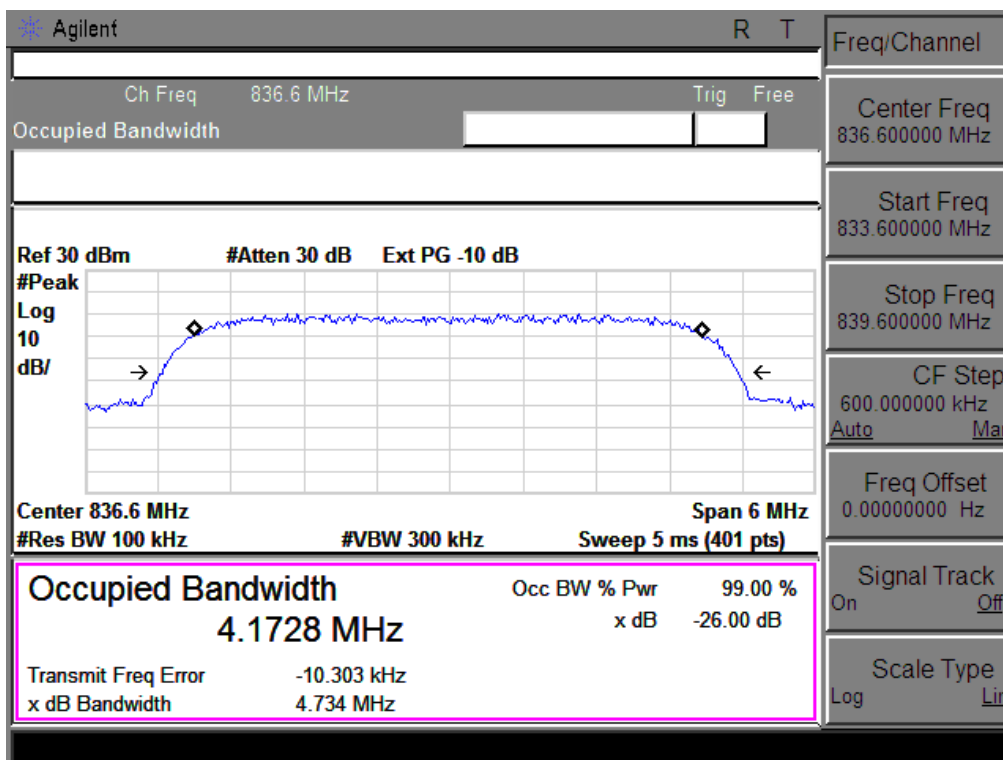 Agilent R T
Freq/Channel
Ch Freq 836.6 MHz Trig Free
Occupied Bandwidth
Center Freq
836.600000 MHz
Start Freq
833.600000 MHz
Stop Freq
839.600000 MHz
CF Step
600.000000 kHz
Auto
Freq Offset
0.00000000 Hz
Signal Track
On Off
Scale Type
Log
Ref 30 dBm #Atten 30 dB Ext PG -10 dB
#Peak
Log
10
dB/
Center 836.6 MHz Span 6 MHz
#Res BW 100 kHz #VBW 300 kHz Sweep 5 ms (401 pts)
Occupied Bandwidth Occ BW % Pwr 99.00 %
4.1728 MHz x dB -26.00 dB
Transmit Freq Error -10.303 kHz
x dB Bandwidth 4.734 MHz